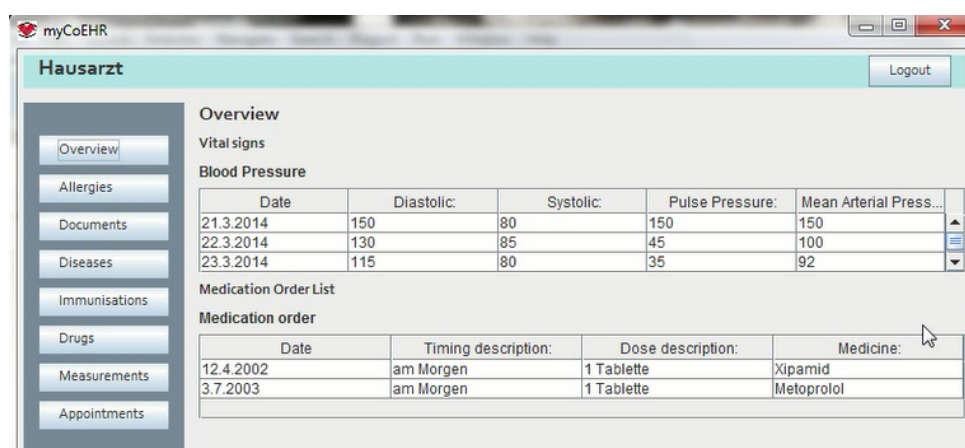 myCoEHR
Hausarzt
Logout
Overview
Allergies
Documents
Diseases
Immunisations
Drugs
Measurements
Appointments
Overview
Vital signs
Blood Pressure
Date Diastolic: Systolic: Pulse Pressure: Mean Arterial Press...
21.3.2014 150 80 150 150
22.3.2014 130 85 45 100
23.3.2014 115 80 35 92
Medication Order List
Medication order
Date Timing description: Dose description: Medicine:
12.4.2002 am Morgen 1 Tablette Xipamid
3.7.2003 am Morgen 1 Tablette Metoprolol